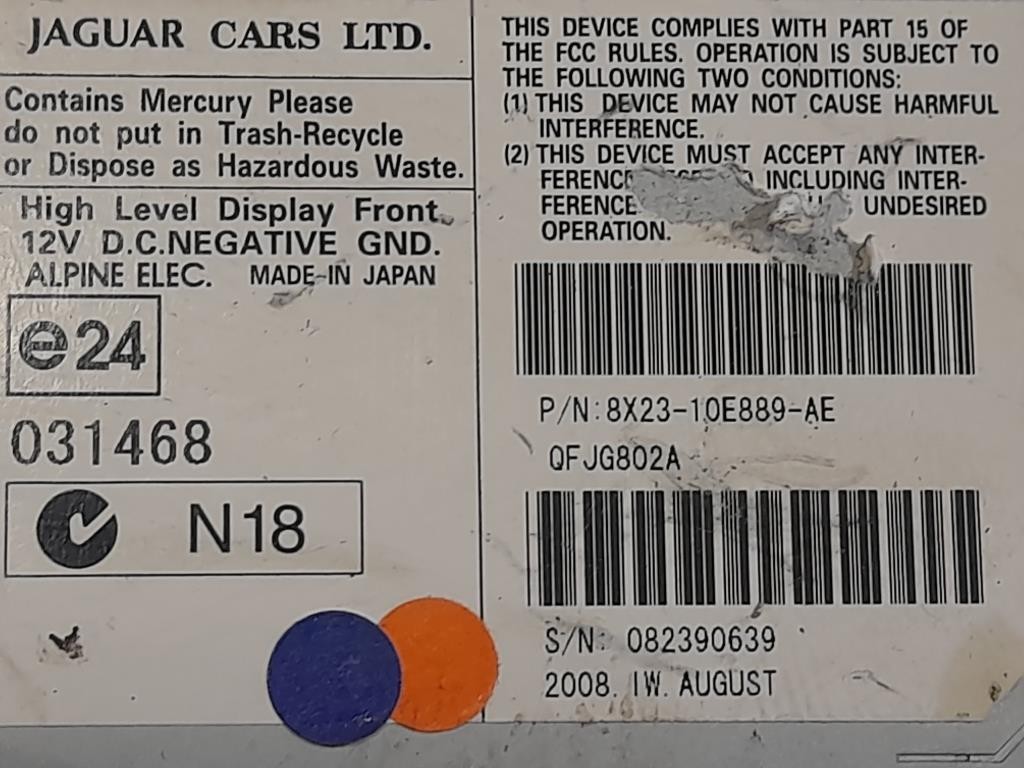 JAGUAR CARS LTD.
Contains Mercury Please
do not put in Trash-Recycle
or Dispose as Hazardous Waste.
High Level Display Front.
12V D.C.NEGATIVE GND.
ALPINE ELEC. MADE-IN JAPAN
e24
031468
N18
THIS DEVICE COMPLIES WITH PART 15 OF
THE FCC RULES. OPERATION IS SUBJECT TO
THE FOLLOWING TWO CONDITIONS:
(1) THIS DEVICE MAY NOT CAUSE HARMFUL
INTERFERENCE.
(2) THIS DEVICE MUST ACCEPT ANY INTER-
INCLUDING INTER-
FERENCE UNDESIRED
OPERATION.
P/N:8X23-10E889-AE
QFJG802A
S/N: 082390639
2008. 1W. AUGUST